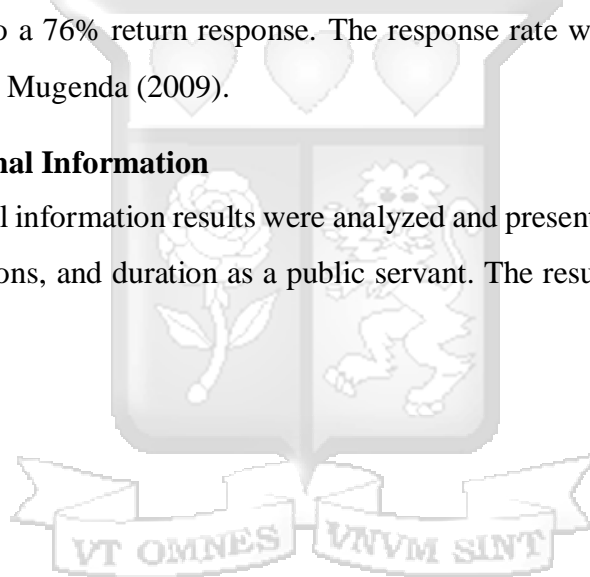 o a 76% return response. The response rate w
Mugenda (2009).
nal Information
l information results were analyzed and present
ons, and duration as a public servant. The resu
VT OMNES VNVM SINT